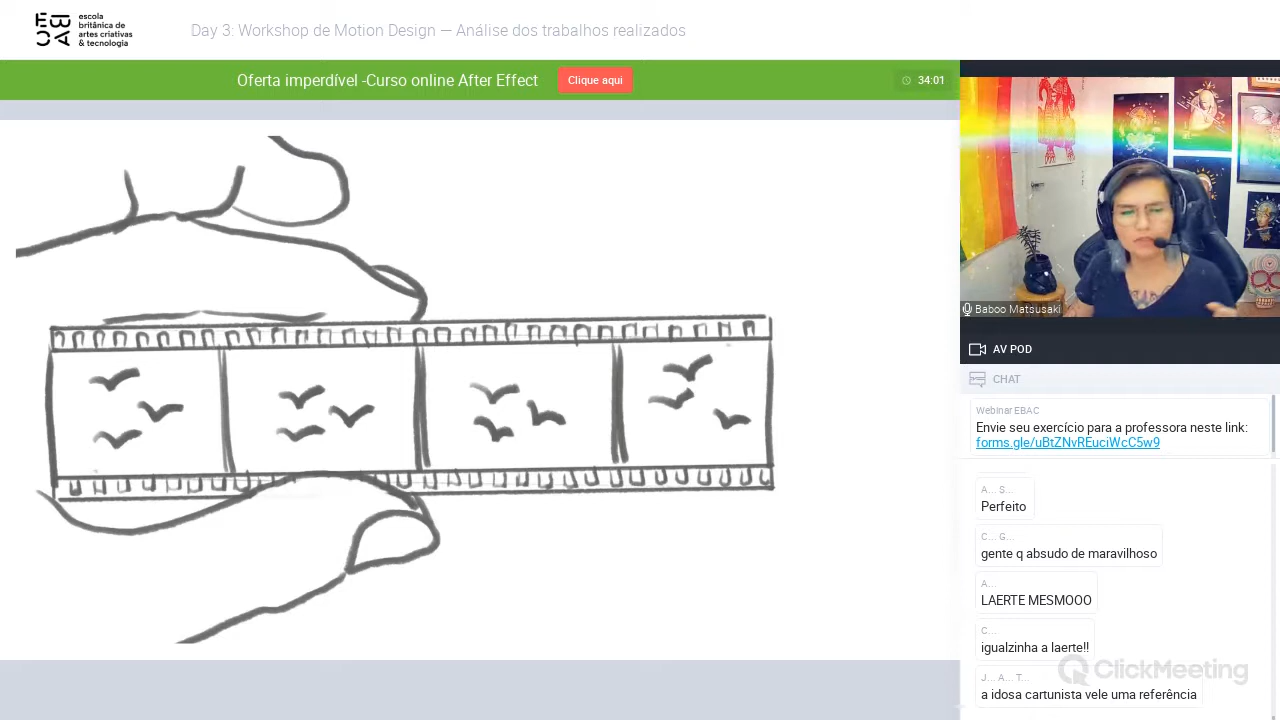 EBAC
escola
britânica de
artes criativas
& tecnologia
Day 3: Workshop de Motion Design — Análise dos trabalhos realizados
Oferta imperdível -Curso online After Effect
Clique aqui
34:01
Baboo Matsusaki
AV POD
CHAT
Webinar EBAC
Envie seu exercício para a professora neste link:
forms.gle/uBtZNvREuciWcC5w9
A... S...
Perfeito
C... G...
gente q absudo de maravilhoso
A...
LAERTE MESMOOO
C...
igualzinha a laerte!!
J... A... T...
a idosa cartunista vele uma referência
ClickMeeting